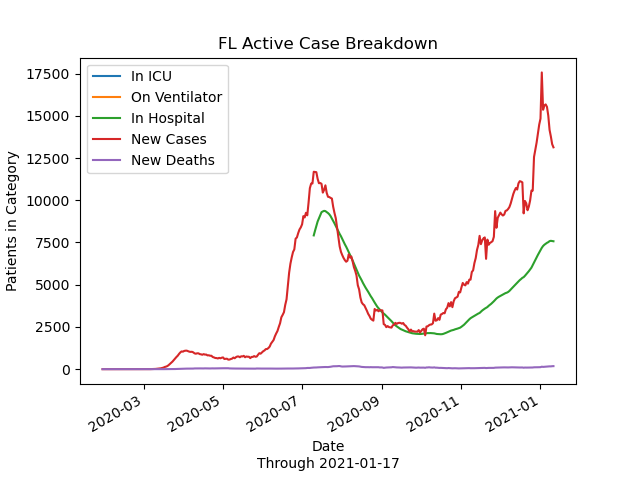 FL Active Case Breakdown
In ICU
On Ventilator
In Hospital
New Cases
New Deaths
Patients in Category
17500
15000
12500
10000
7500
5000
2500
0
2020-03
2020-05
2020-07
2020-09
2020-11
2021-01
Date
Through 2021-01-17